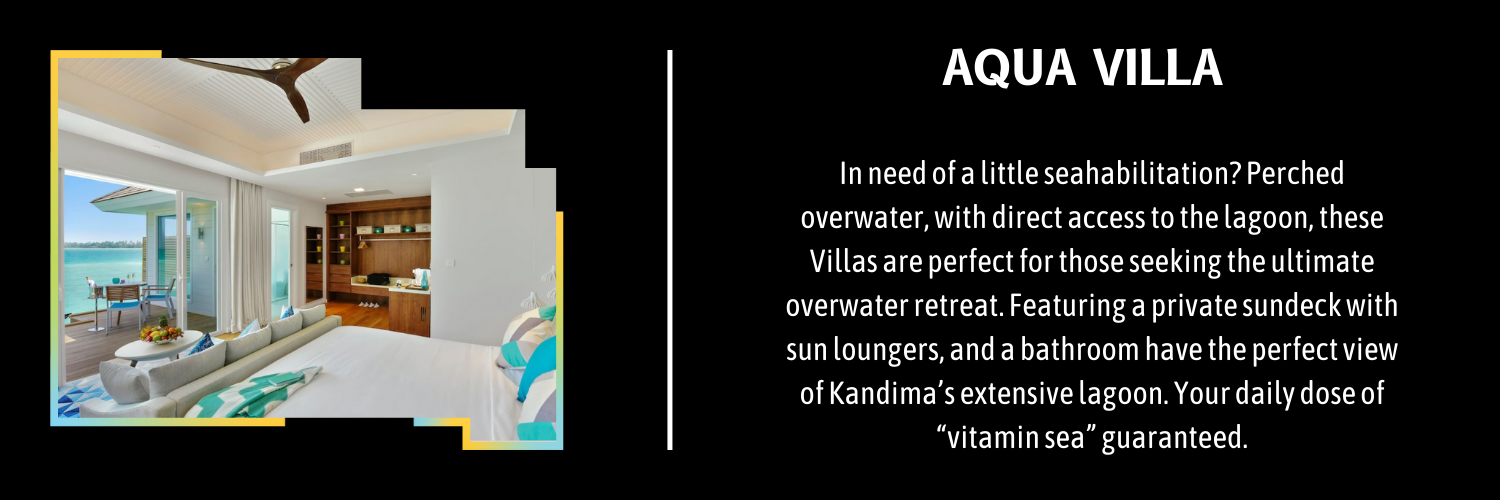 AQUA VILLA
In need of a little seahabilitation? Perched
overwater, with direct access to the lagoon, these
Villas are perfect for those seeking the ultimate
overwater retreat. Featuring a private sundeck with
sun loungers, and a bathroom have the perfect view
of Kandima’s extensive lagoon. Your daily dose of
“vitamin sea” guaranteed.